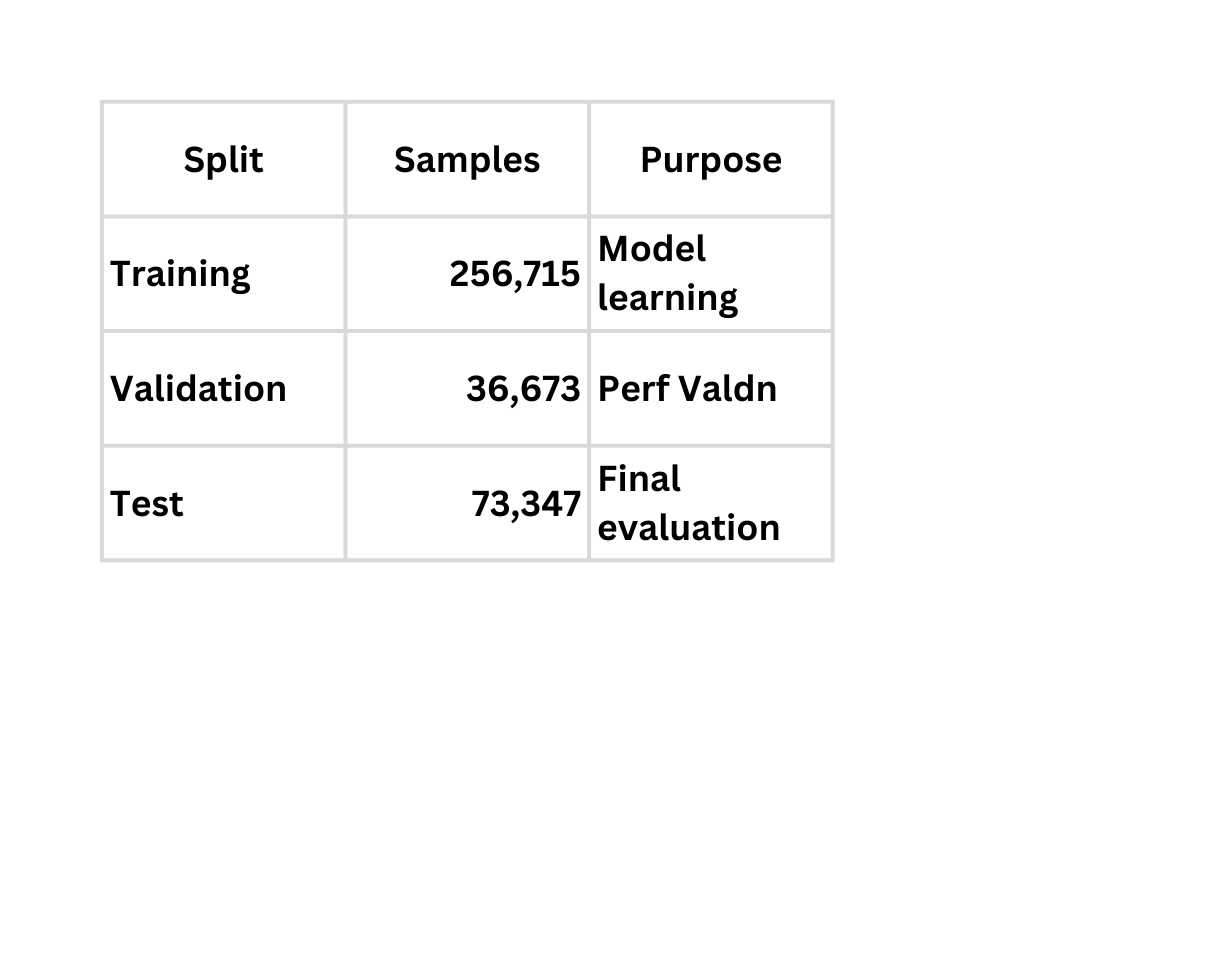 Split Samples Purpose
Training 256,715 Model
learning
Validation 36,673 Perf Valdn
Test 73,347 Final
evaluation